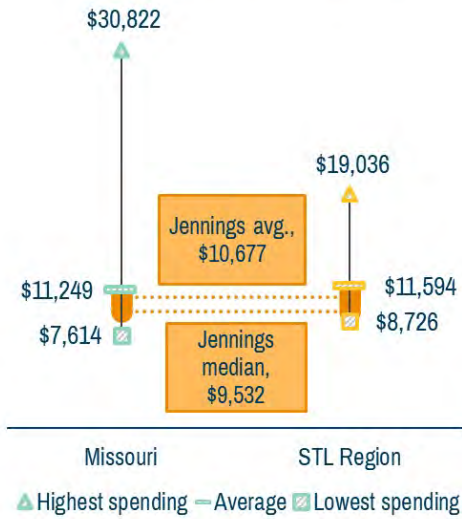 $30,822
$19,036
Jennings avg.,
$10,677
$11,249
$11,594
$7,614
$8,726
Jennings
median,
$9,532
Missouri
STL Region
Highest spending
Average
Lowest spending